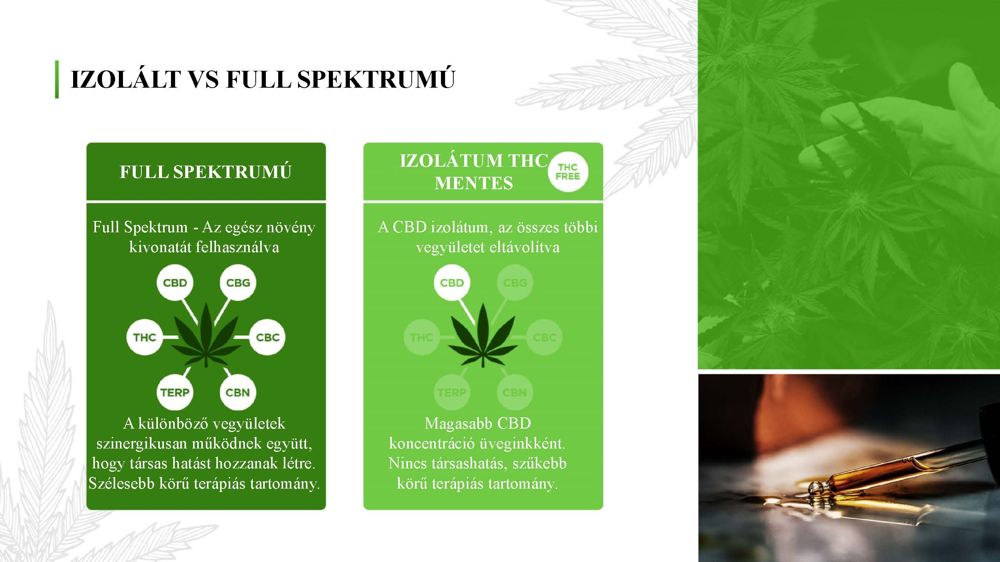 IZOLÁLT VS FULL SPEKTRUMÚ
FULL SPEKTRUMÚ
Full Spektrum - Az egész növény
kivonatát felhasználva
CBD
CBG
THC
CBC
TERP
CBN
A különböző vegyületek
szinergikusan működnek együtt,
hogy társas hatást hozzanak létre.
Szélesebb körű terápiás tartomány.
IZOLÁTUM THC
MENTES
THC
FREE
A CBD izolátum, az összes többi
vegyületet eltávolítva
CBD
CBG
THC
CBC
TERP
CBN
Magasabb CBD
koncentráció üveginkként.
Nincs társashatás, szűkebb
körű terápiás tartomány.